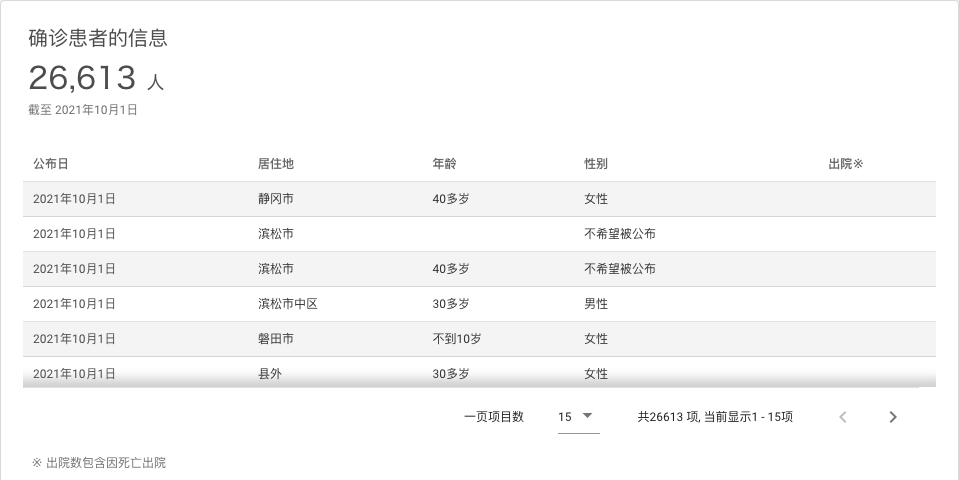 确诊患者的信息
26,613 人
截至 2021年10月1日
公布日 居住地 年龄 性别 出院※
2021年10月1日 静冈市 40多岁 女性
2021年10月1日 滨松市 不希望被公布
2021年10月1日 滨松市 40多岁 不希望被公布
2021年10月1日 滨松市中区 30多岁 男性
2021年10月1日 磐田市 不到10岁 女性
2021年10月1日 县外 30多岁 女性
一页项目数 15 共26613 项, 当前显示1 - 15项
※ 出院数包含因死亡出院